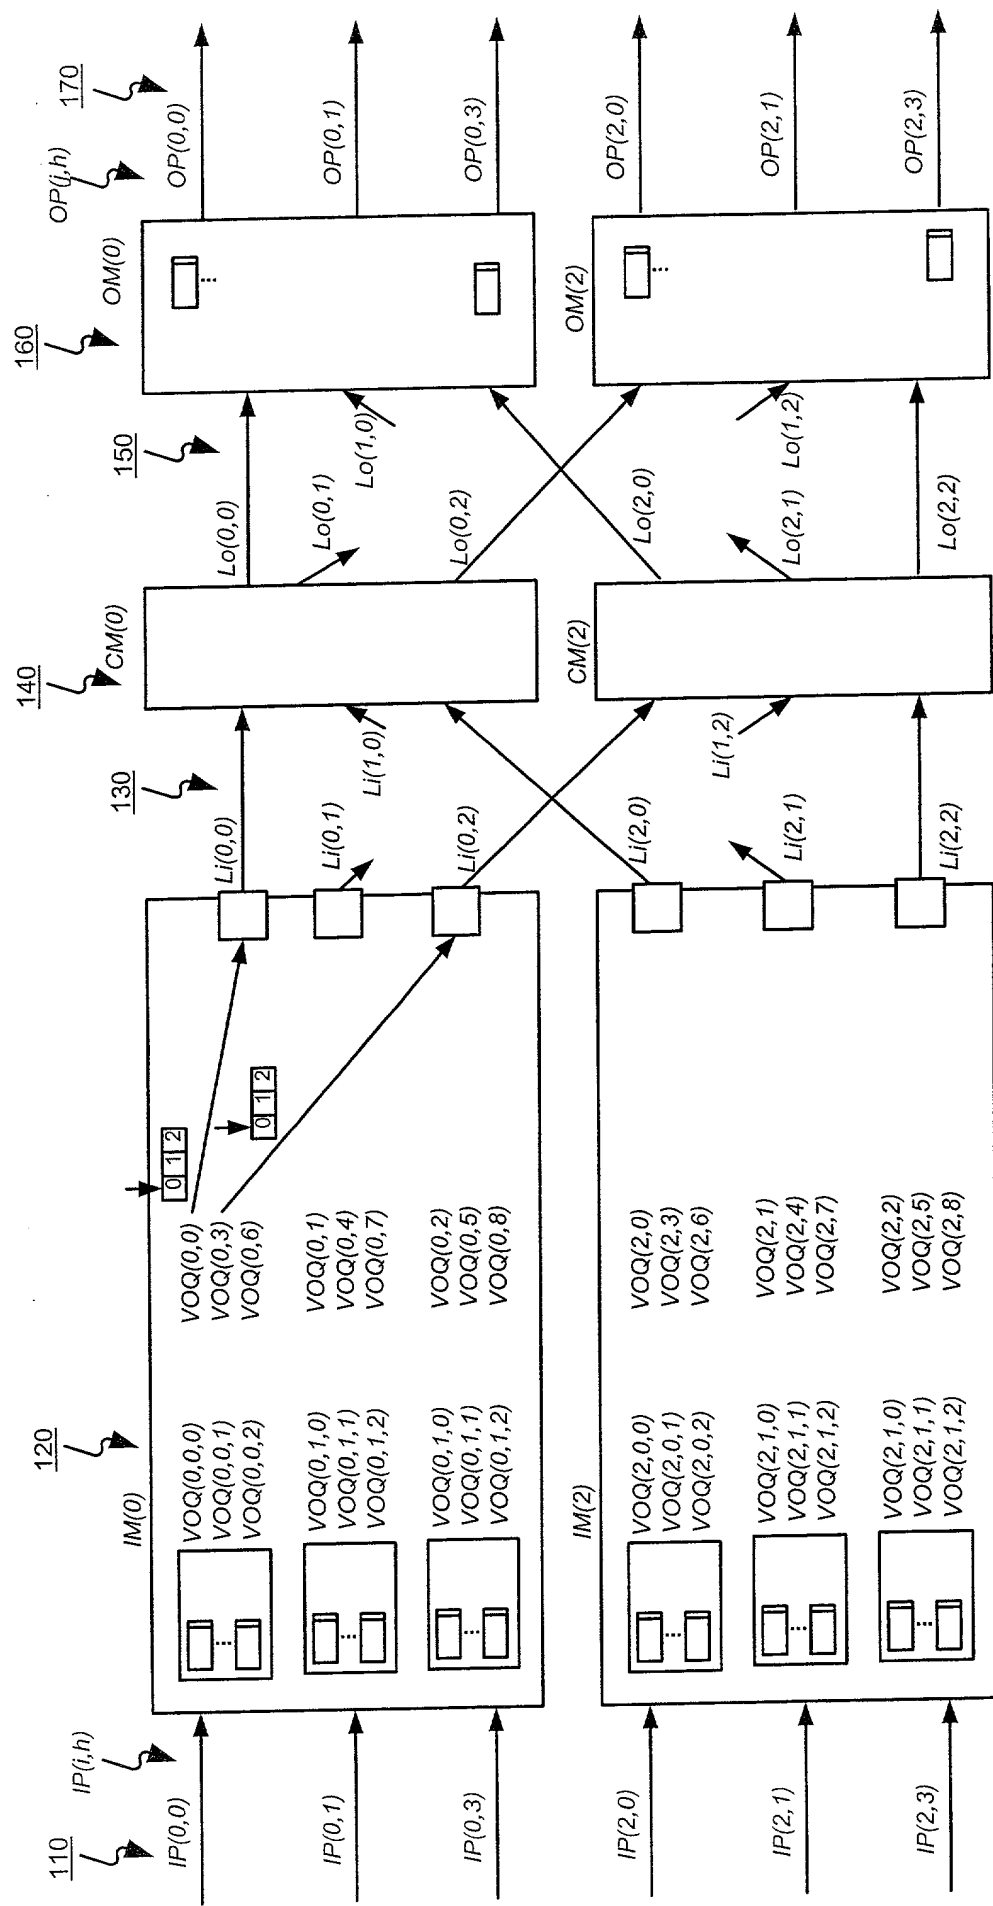 110
IP(i,h)
IP(0,0)
IP(0,1)
IP(0,3)
IP(2,0)
IP(2,1)
IP(2,3)
120
IM(0)
VOQ(0,0,0)
VOQ(0,0,1)
VOQ(0,0,2)
VOQ(0,1,0)
VOQ(0,1,1)
VOQ(0,1,2)
VOQ(0,1,0)
VOQ(0,1,1)
VOQ(0,1,2)
VOQ(0,0)
VOQ(0,3)
VOQ(0,6)
VOQ(0,1)
VOQ(0,4)
VOQ(0,7)
VOQ(0,2)
VOQ(0,5)
VOQ(0,8)
0 1 2
0 1 2
IM(2)
VOQ(2,0,0)
VOQ(2,0,1)
VOQ(2,0,2)
VOQ(2,1,0)
VOQ(2,1,1)
VOQ(2,1,2)
VOQ(2,1,0)
VOQ(2,1,1)
VOQ(2,1,2)
VOQ(2,0)
VOQ(2,3)
VOQ(2,6)
VOQ(2,1)
VOQ(2,4)
VOQ(2,7)
VOQ(2,2)
VOQ(2,5)
VOQ(2,8)
130
Li(0,0)
Li(0,1)
Li(0,2)
Li(1,0)
Li(2,0)
Li(2,1)
Li(2,2)
Li(1,2)
140
CM(0)
CM(2)
150
Lo(0,0)
Lo(0,1)
Lo(0,2)
Lo(1,0)
Lo(2,0)
Lo(2,1)
Lo(2,2)
Lo(1,2)
160
OM(0)
OM(2)
170
OP(j,h)
OP(0,0)
OP(0,1)
OP(0,3)
OP(2,0)
OP(2,1)
OP(2,3)